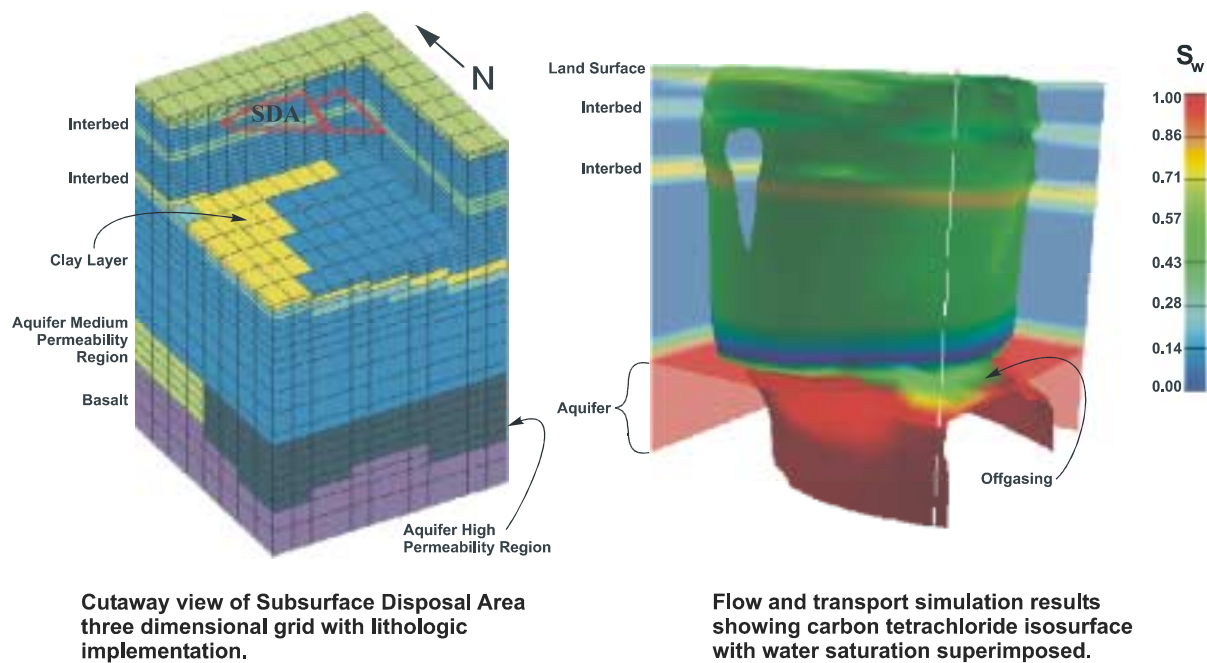 N
SDA
Interbed
Interbed
Clay Layer
Aquifer Medium
Permeability
Region
Basalt
Aquifer High
Permeability Region
Cutaway view of Subsurface Disposal Area
three dimensional grid with lithologic
implementation.
Land Surface
Interbed
Interbed
Aquifer
Offgasing
Sw
1.00
0.86
0.71
0.57
0.43
0.28
0.14
0.00
Flow and transport simulation results
showing carbon tetrachloride isosurface
with water saturation superimposed.